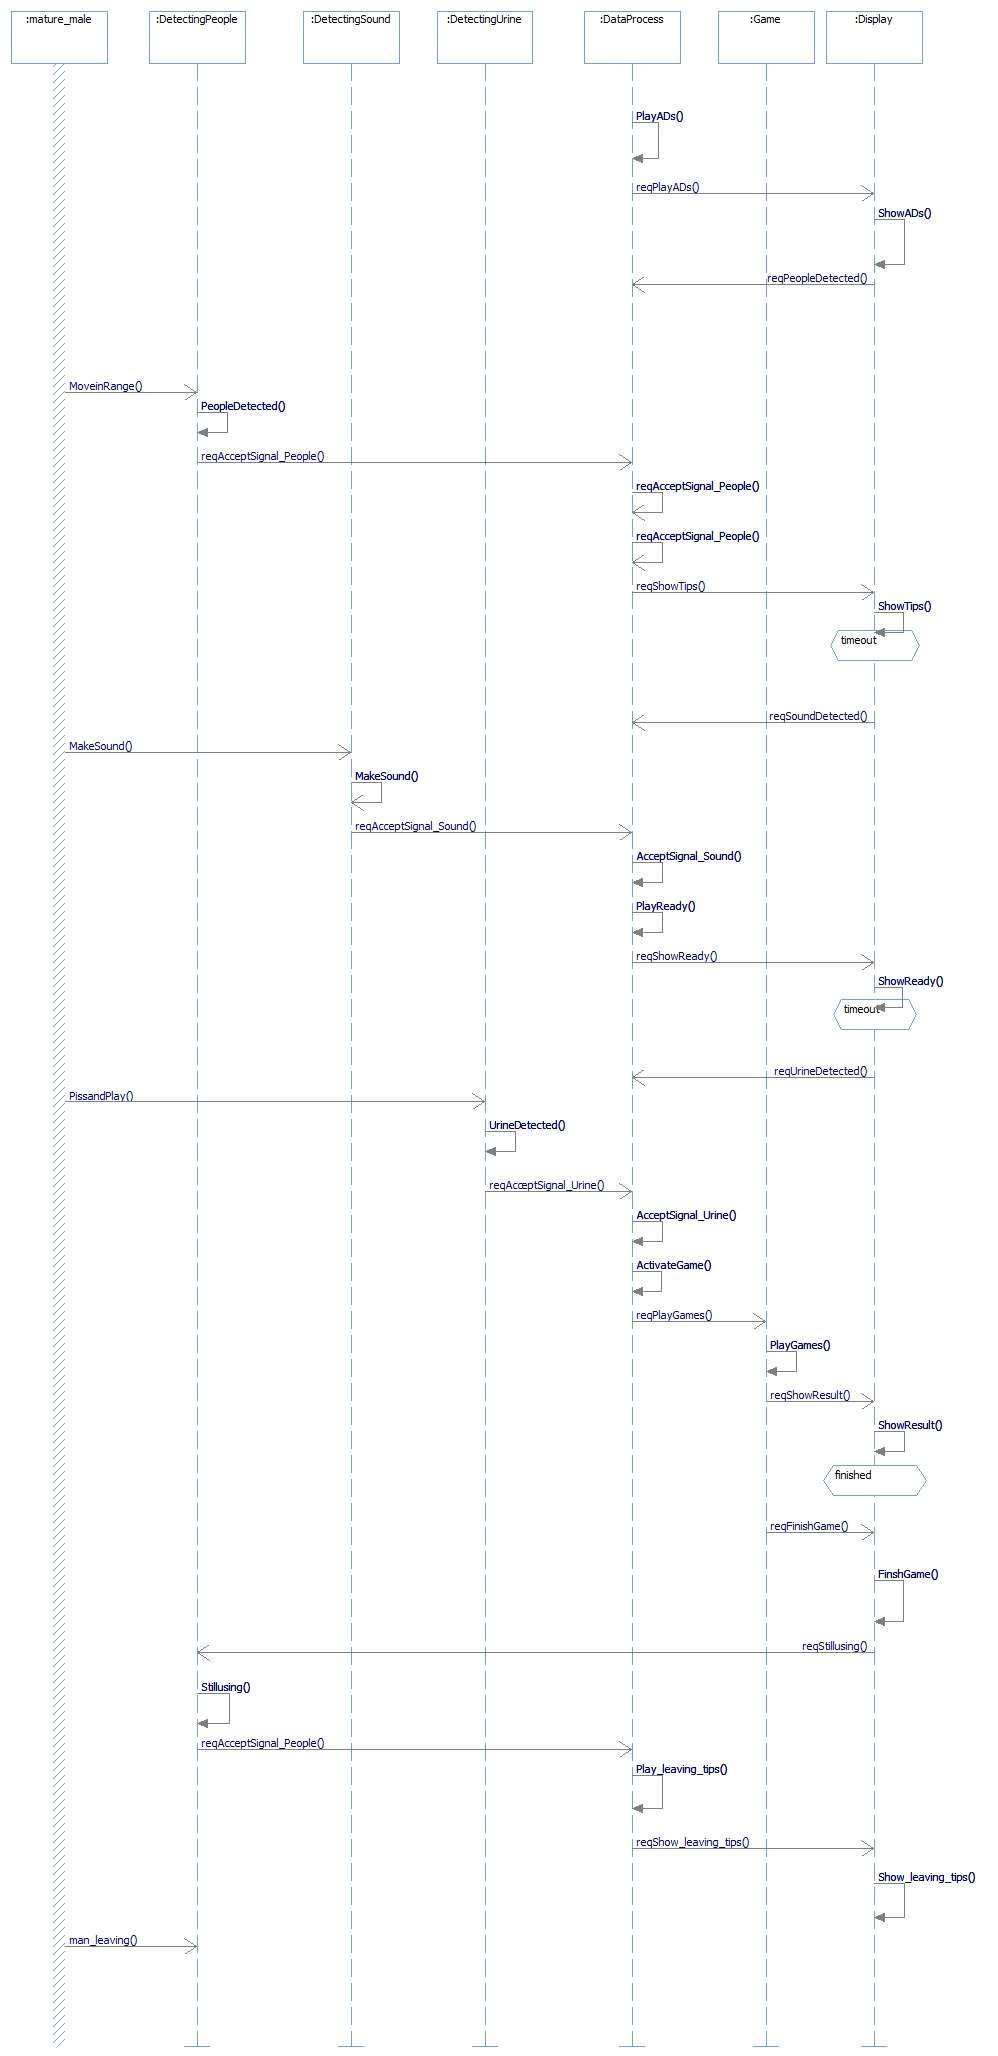 :mature_male
:DetectingPeople
:DetectingSound
:DetectingUrine
:DataProcess
:Game
:Display
PlayADs()
reqPlayADs()
ShowADs()
reqPeopleDetected()
MoveinRange()
PeopleDetected()
reqAcceptSignal_People()
reqAcceptSignal_People()
reqAcceptSignal_People()
reqShowTips()
ShowTips()
timeout
reqSoundDetected()
MakeSound()
MakeSound()
reqAcceptSignal_Sound()
AcceptSignal_Sound()
PlayReady()
reqShowReady()
ShowReady()
timeout
reqUrineDetected()
PissandPlay()
UrineDetected()
reqAcceptSignal_Urine()
AcceptSignal_Urine()
ActivateGame()
reqPlayGames()
PlayGames()
reqShowResult()
ShowResult()
finished
reqFinishGame()
FinshGame()
reqStillusing()
Stillusing()
reqAcceptSignal_People()
Play_leaving_tips()
reqShow_leaving_tips()
Show_leaving_tips()
man_leaving()